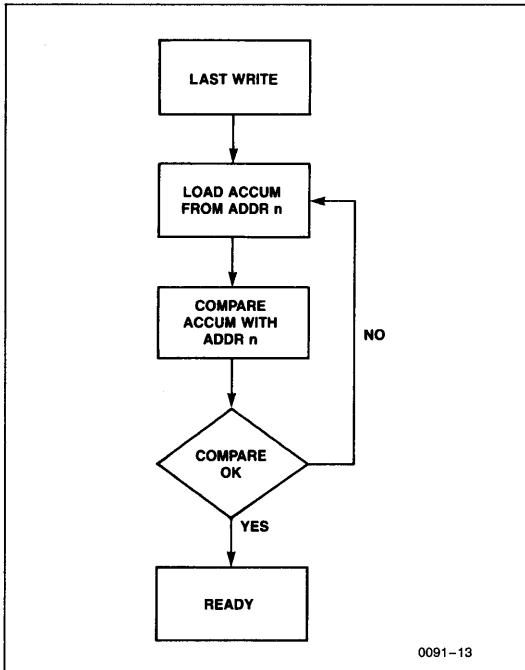 LAST WRITE
LOAD ACCUM
FROM ADDR n
COMPARE
ACCUM WITH
ADDR n
NO
COMPARE
OK
YES
READY
0091–13